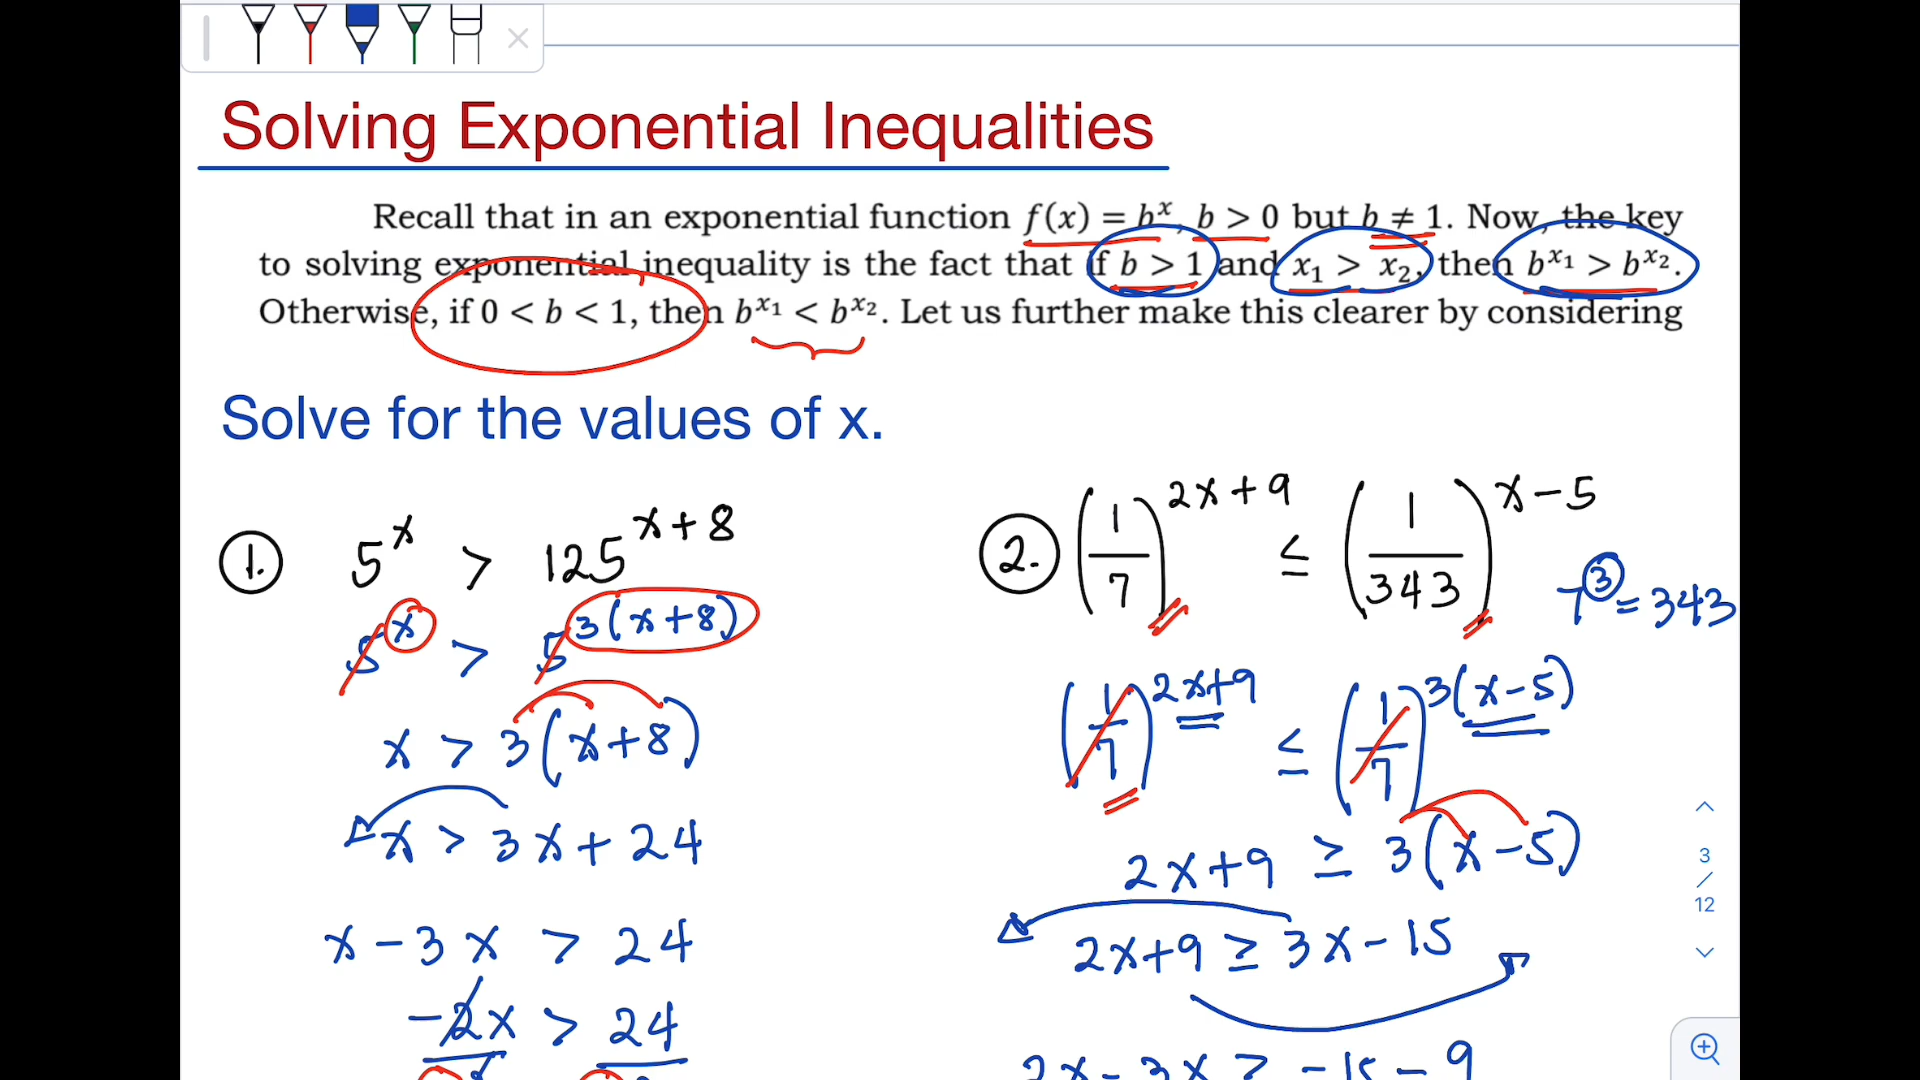 Solving Exponential Inequalities
Recall that in an exponential function f(x) = bˣ, b > 0 but b ≠ 1. Now, the key
to solving exponential inequality is the fact that if b > 1 and x₁ > x₂, then b^x₁ > b^x₂.
Otherwise, if 0 < b < 1, then b^x₁ < b^x₂. Let us further make this clearer by considering
Solve for the values of x.
1. 5^x > 125^(x+8)
5^x > 5^3(x+8)
x > 3(x+8)
x > 3x+24
x-3x > 24
-2x > 24
2. (1/7)^(2x+9) ≤ (1/343)^(x-5)
7^3 = 343
(1/7)^(2x+9) ≤ (1/7)^3(x-5)
2x+9 ≥ 3(x-5)
2x+9 ≥ 3x-15
2x-3x ≥ -15-9
3
/
12